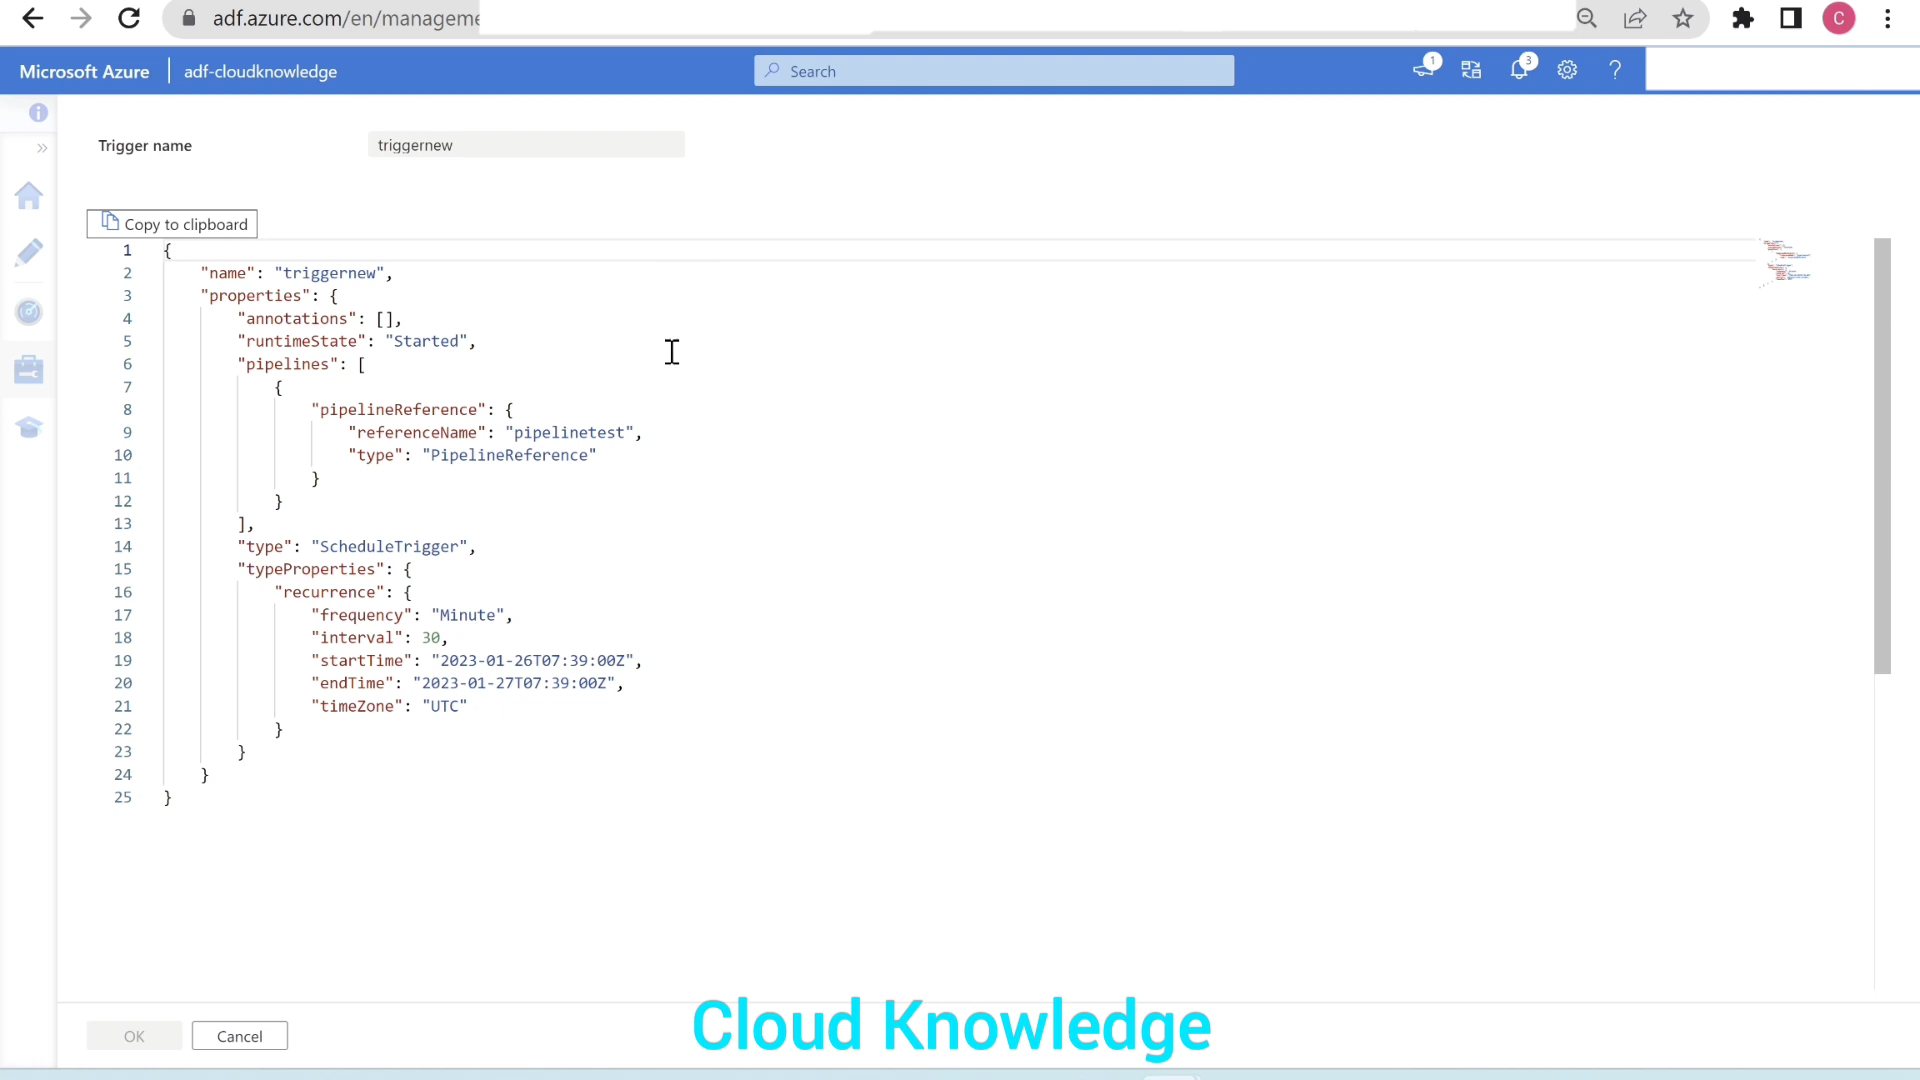 adf.azure.com/en/manageme
C
Microsoft Azure adf-cloudknowledge Search 1 3 ?
Trigger name triggernew
Copy to clipboard
1 {
2 "name": "triggernew",
3 "properties": {
4 "annotations": [],
5 "runtimeState": "Started",
6 "pipelines": [
7 {
8 "pipelineReference": {
9 "referenceName": "pipelinetest",
10 "type": "PipelineReference"
11 }
12 }
13 ],
14 "type": "ScheduleTrigger",
15 "typeProperties": {
16 "recurrence": {
17 "frequency": "Minute",
18 "interval": 30,
19 "startTime": "2023-01-26T07:39:00Z",
20 "endTime": "2023-01-27T07:39:00Z",
21 "timeZone": "UTC"
22 }
23 }
24 }
25 }
OK Cancel
Cloud Knowledge